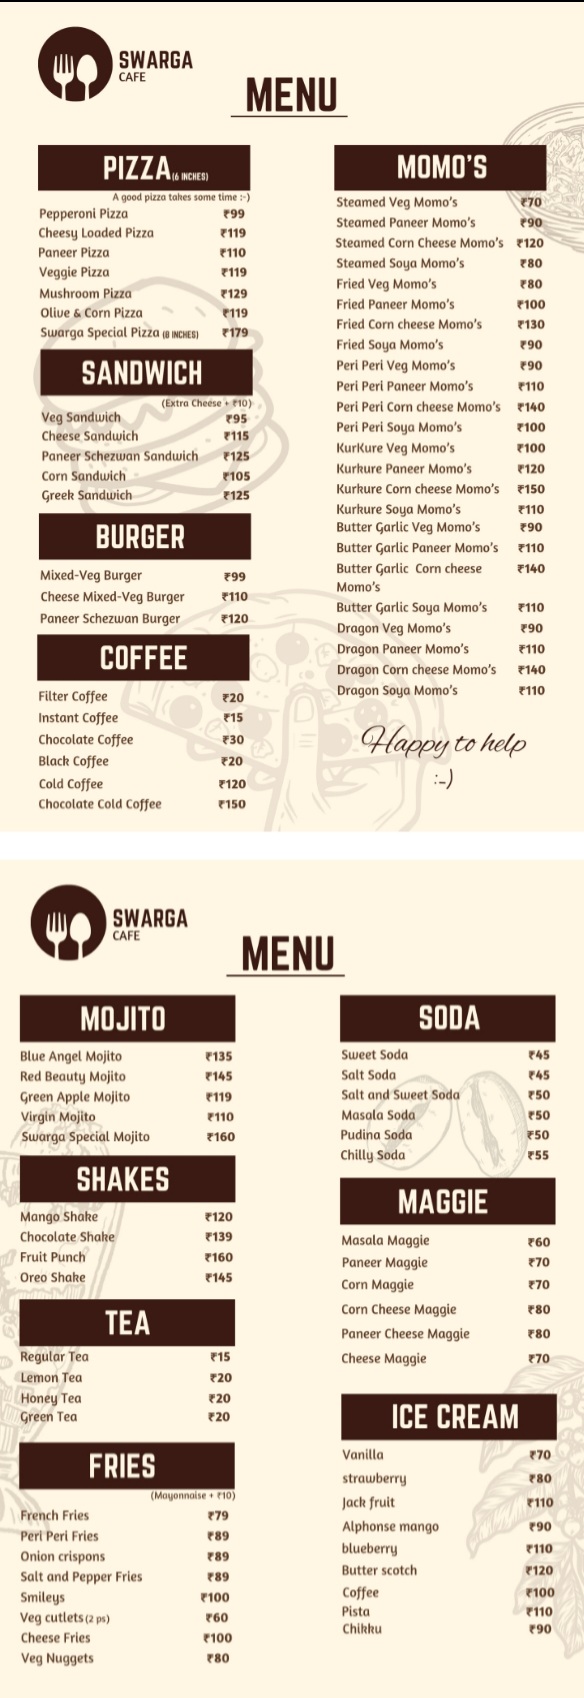 SWARGA
CAFE
MENU
PIZZA(6 INCHES)
A good pizza takes some time :-)
Pepperoni Pizza ₹99
Cheesy Loaded Pizza ₹119
Paneer Pizza ₹110
Veggie Pizza ₹119
Mushroom Pizza ₹129
Olive & Corn Pizza ₹119
Swarga Special Pizza (8 INCHES) ₹179
SANDWICH
(Extra Cheese + ₹10)
Veg Sandwich ₹95
Cheese Sandwich ₹115
Paneer Schezwan Sandwich ₹125
Corn Sandwich ₹105
Greek Sandwich ₹125
BURGER
Mixed-Veg Burger ₹99
Cheese Mixed-Veg Burger ₹110
Paneer Schezwan Burger ₹120
COFFEE
Filter Coffee ₹20
Instant Coffee ₹15
Chocolate Coffee ₹30
Black Coffee ₹20
Cold Coffee ₹120
Chocolate Cold Coffee ₹150
MOMO'S
Steamed Veg Momo's ₹70
Steamed Paneer Momo's ₹90
Steamed Corn Cheese Momo's ₹120
Steamed Soya Momo's ₹80
Fried Veg Momo's ₹80
Fried Paneer Momo's ₹100
Fried Corn cheese Momo's ₹130
Fried Soya Momo's ₹90
Peri Peri Veg Momo's ₹90
Peri Peri Paneer Momo's ₹110
Peri Peri Corn cheese Momo's ₹140
Peri Peri Soya Momo's ₹100
KurKure Veg Momo's ₹100
Kurkure Paneer Momo's ₹120
Kurkure Corn cheese Momo's ₹150
Kurkure Soya Momo's ₹110
Butter Garlic Veg Momo's ₹90
Butter Garlic Paneer Momo's ₹110
Butter Garlic Corn cheese ₹140
Momo's
Butter Garlic Soya Momo's ₹110
Dragon Veg Momo's ₹90
Dragon Paneer Momo's ₹110
Dragon Corn cheese Momo's ₹140
Dragon Soya Momo's ₹110
Happy to help
:-)
SWARGA
CAFE
MENU
MOJITO
Blue Angel Mojito ₹135
Red Beauty Mojito ₹145
Green Apple Mojito ₹119
Virgin Mojito ₹110
Swarga Special Mojito ₹160
SHAKES
Mango Shake ₹120
Chocolate Shake ₹139
Fruit Punch ₹160
Oreo Shake ₹145
TEA
Regular Tea ₹15
Lemon Tea ₹20
Honey Tea ₹20
Green Tea ₹20
FRIES
(Mayonnaise + ₹10)
French Fries ₹79
Peri Peri Fries ₹89
Onion crispons ₹89
Salt and Pepper Fries ₹89
Smileys ₹100
Veg cutlets (2 ps) ₹60
Cheese Fries ₹100
Veg Nuggets ₹80
SODA
Sweet Soda ₹45
Salt Soda ₹45
Salt and Sweet Soda ₹50
Masala Soda ₹50
Pudina Soda ₹50
Chilly Soda ₹55
MAGGIE
Masala Maggie ₹60
Paneer Maggie ₹70
Corn Maggie ₹70
Corn Cheese Maggie ₹80
Paneer Cheese Maggie ₹80
Cheese Maggie ₹70
ICE CREAM
Vanilla ₹70
strawberry ₹80
Jack fruit ₹110
Alphonse mango ₹90
blueberry ₹110
Butter scotch ₹120
Coffee ₹100
Pista ₹110
Chikku ₹90